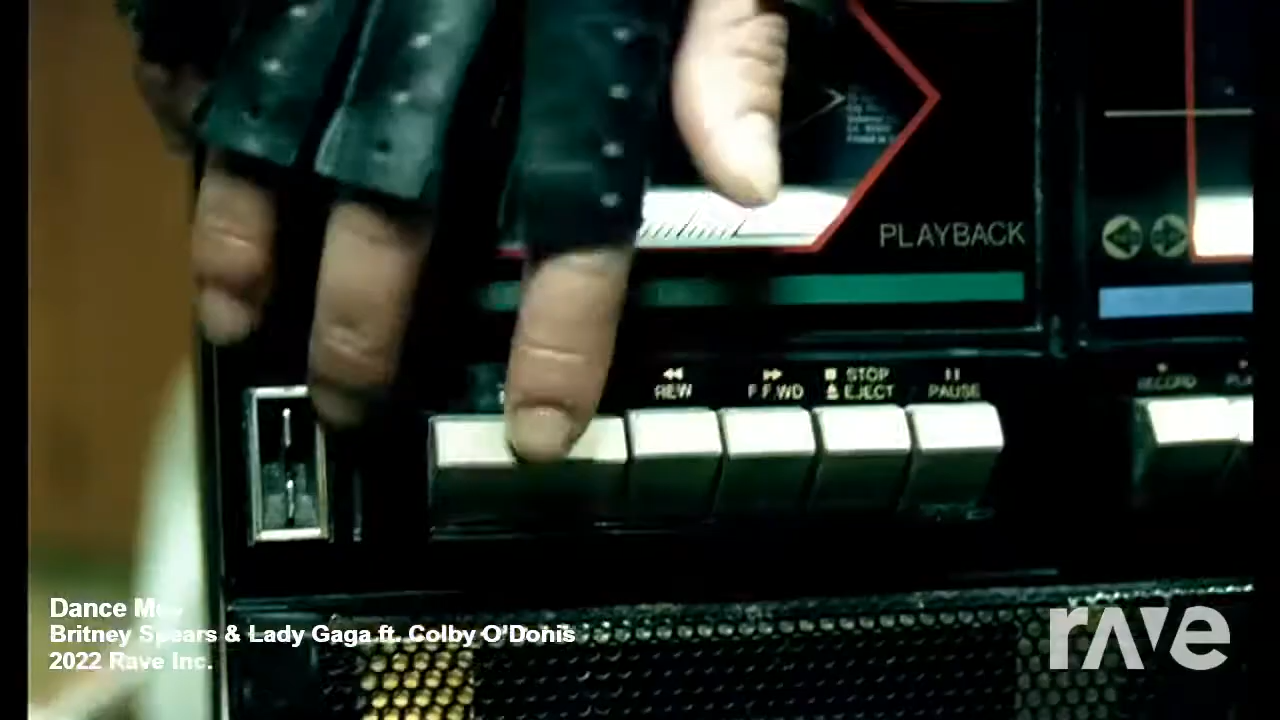 PLAYBACK
REW
F.F.WD
STOP
EJECT
PAUSE
RECORD
Dance Me
Britney Spears & Lady Gaga ft. Colby O'Donis
2022 Rave Inc.
rave